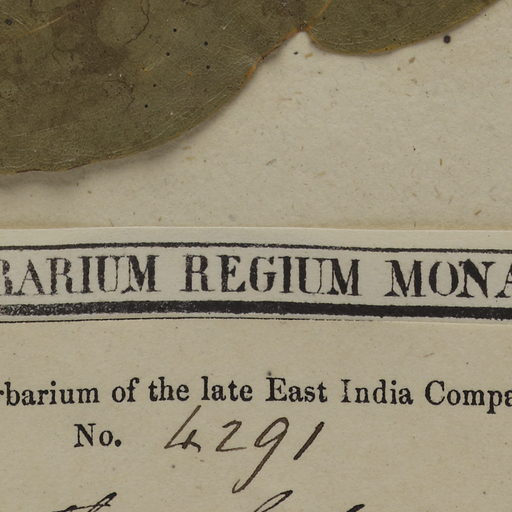 RARIUM REGIUM MONA
rbarium of the late East India Compa
No. 4291